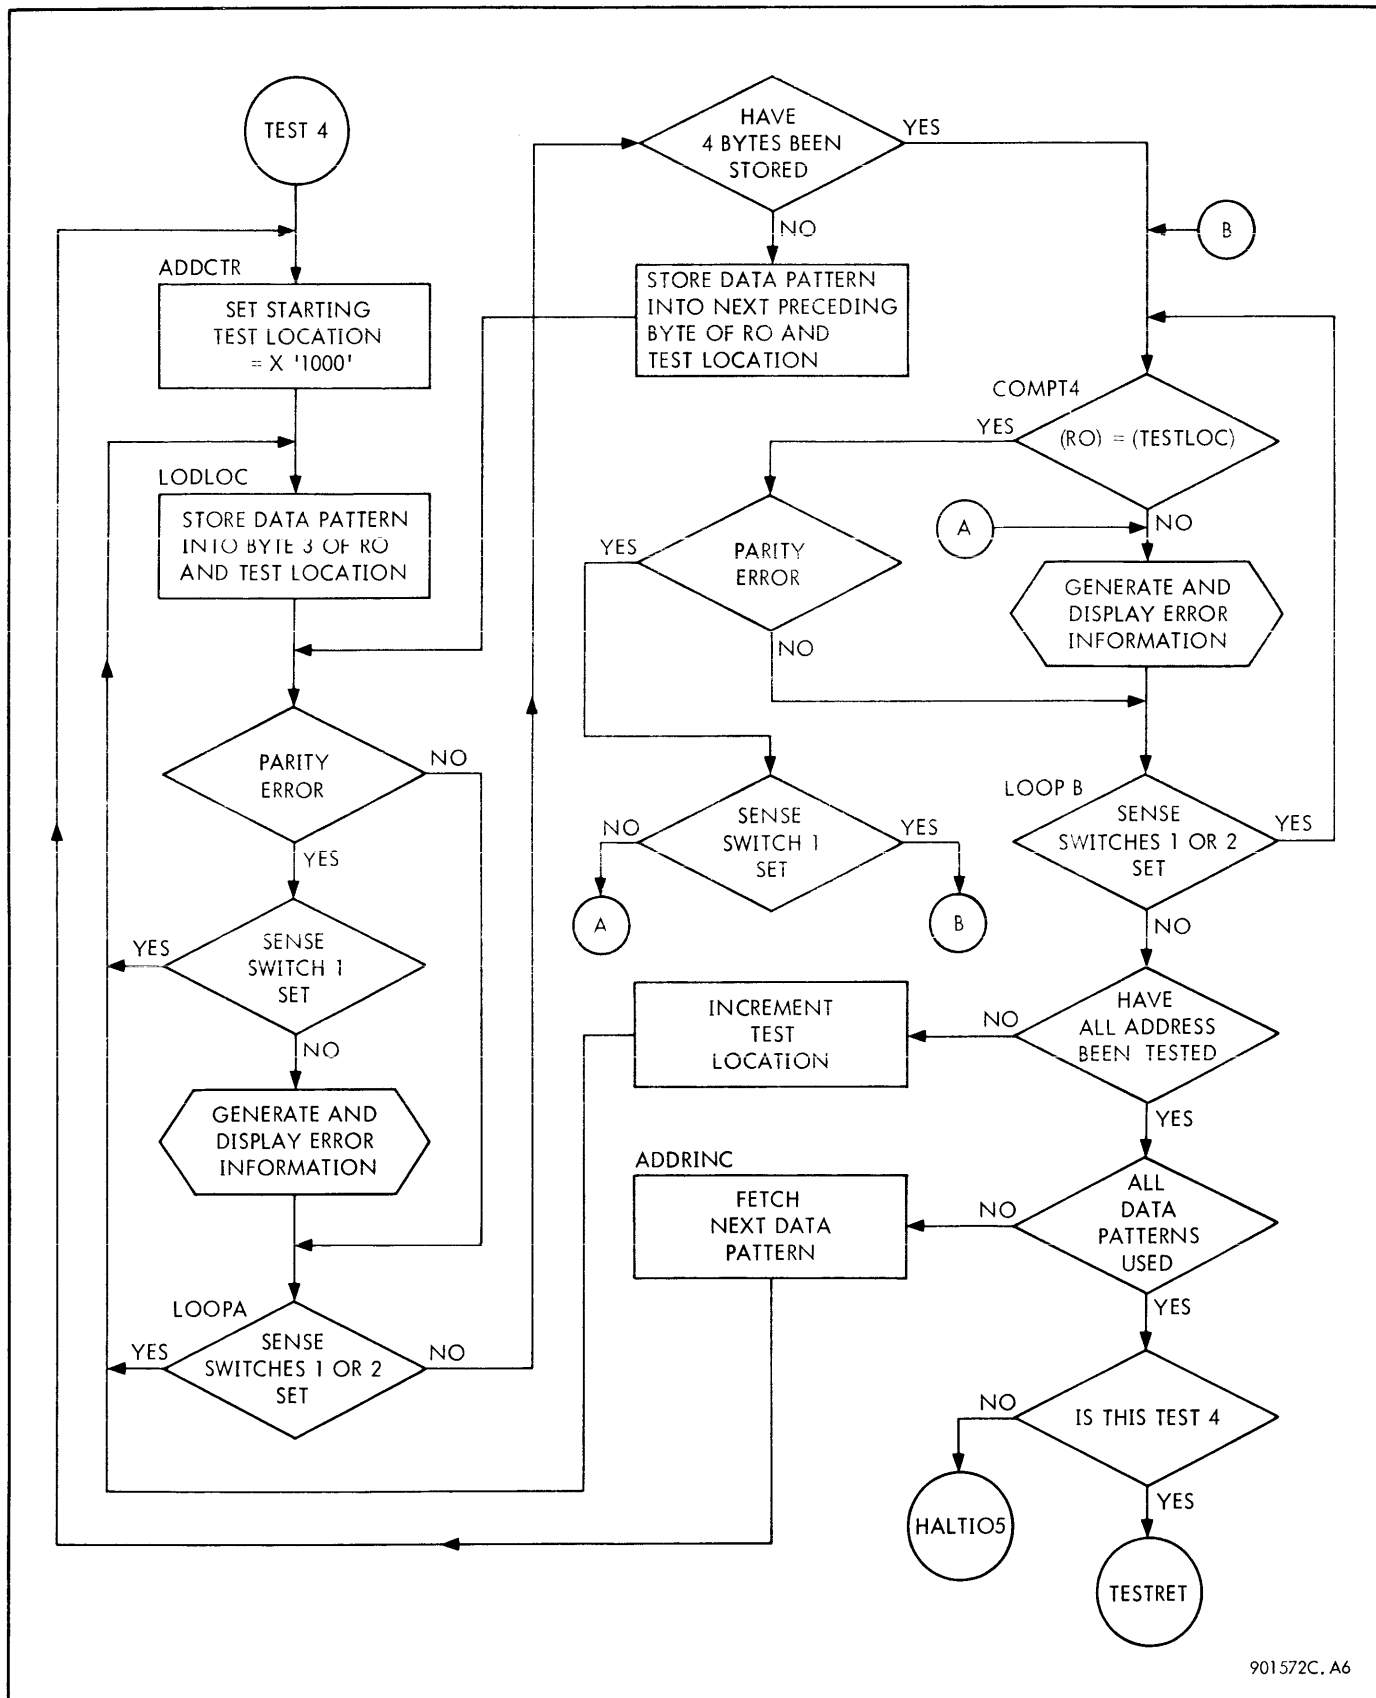 TEST 4
ADDCTR
SET STARTING
TEST LOCATION
= X '1000'
LODLOC
STORE DATA PATTERN
INTO BYTE 3 OF RO
AND TEST LOCATION
PARITY
ERROR
NO
YES
SENSE
SWITCH 1
SET
YES
NO
GENERATE AND
DISPLAY ERROR
INFORMATION
LOOPA
SENSE
SWITCHES 1 OR 2
SET
YES
NO
HAVE
4 BYTES BEEN
STORED
YES
NO
STORE DATA PATTERN
INTO NEXT PRECEDING
BYTE OF RO AND
TEST LOCATION
B
COMPT4
(RO) = (TESTLOC)
YES
NO
A
PARITY
ERROR
YES
NO
GENERATE AND
DISPLAY ERROR
INFORMATION
SENSE
SWITCH 1
SET
NO
YES
A
B
LOOP B
SENSE
SWITCHES 1 OR 2
SET
YES
NO
HAVE
ALL ADDRESS
BEEN TESTED
NO
YES
INCREMENT
TEST
LOCATION
ADDRINC
FETCH
NEXT DATA
PATTERN
ALL
DATA
PATTERNS
USED
NO
YES
IS THIS TEST 4
NO
YES
HALTIO5
TESTRET
901572C. A6